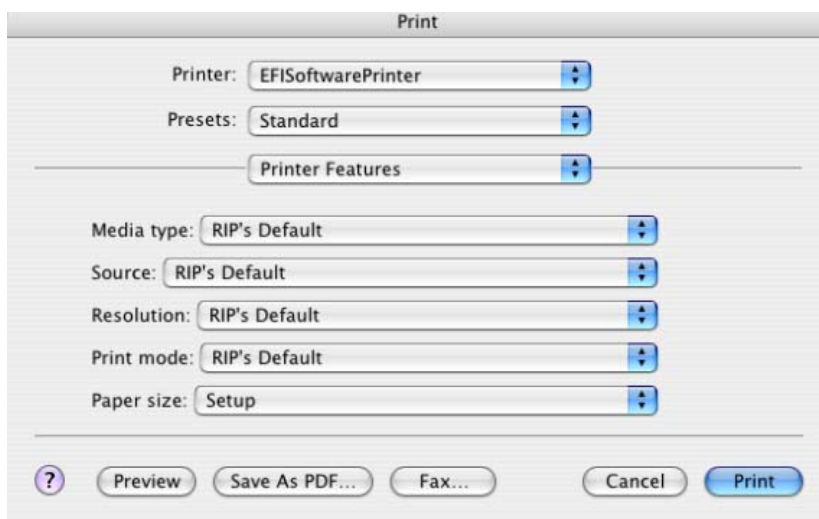 Print
Printer: EFISoftwarePrinter
Presets: Standard
Printer Features
Media type: RIP's Default
Source: RIP's Default
Resolution: RIP's Default
Print mode: RIP's Default
Paper size: Setup
? Preview Save As PDF... Fax... Cancel Print